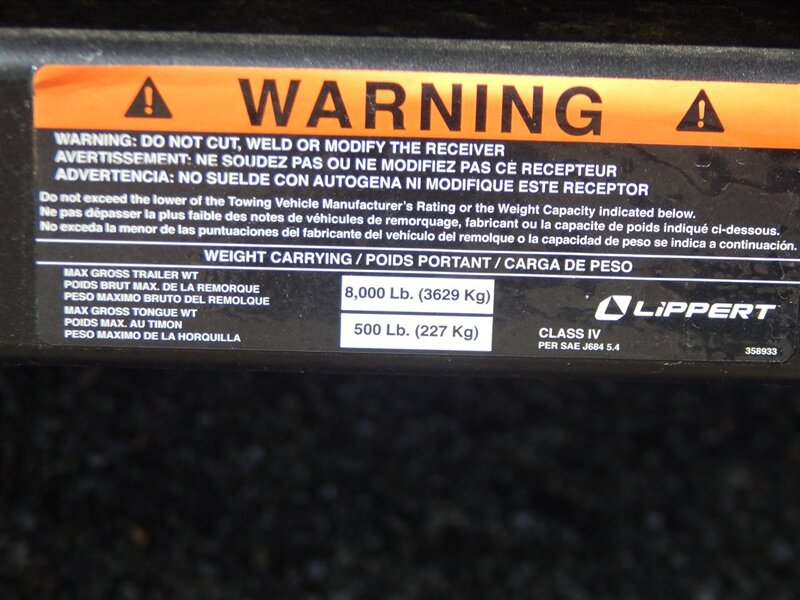 WARNING
WARNING: DO NOT CUT, WELD OR MODIFY THE RECEIVER
AVERTISSEMENT: NE SOUDEZ PAS OU NE MODIFIEZ PAS CE RECEPTEUR
ADVERTENCIA: NO SUELDE CON AUTOGENA NI MODIFIQUE ESTE RECEPTOR
Do not exceed the lower of the Towing Vehicle Manufacturer's Rating or the Weight Capacity indicated below.
Ne pas dépasser la plus faible des notes de véhicules de remorquage, fabricant ou la capacite de poids indiqué ci-dessous.
No exceda la menor de las puntuaciones del fabricante del vehículo del remolque o la capacidad de peso se indica a continuación.
WEIGHT CARRYING / POIDS PORTANT / CARGA DE PESO
MAX GROSS TRAILER WT
POIDS BRUT MAX. DE LA REMORQUE
PESO MAXIMO BRUTO DEL REMOLQUE
8,000 Lb. (3629 Kg)
MAX GROSS TONGUE WT
POIDS MAX. AU TIMON
PESO MAXIMO DE LA HORQUILLA
500 Lb. (227 Kg)
LIPPERT
CLASS IV
PER SAE J684 5.4
358933